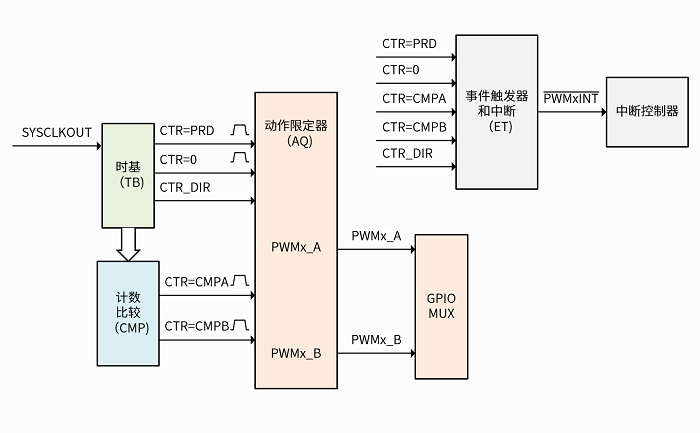 CTR=PRD
CTR=0
CTR=CMPA
CTR=CMPB
CTR_DIR
事件触发器
和中断
(ET)
PWMxINT
中断控制器
SYSCLKOUT
时基
(TB)
CTR=PRD
CTR=0
CTR_DIR
动作限定器
(AQ)
PWMx_A
PWMx_B
计数
比较
(CMP)
CTR=CMPA
CTR=CMPB
PWMx_A
PWMx_B
GPIO
MUX